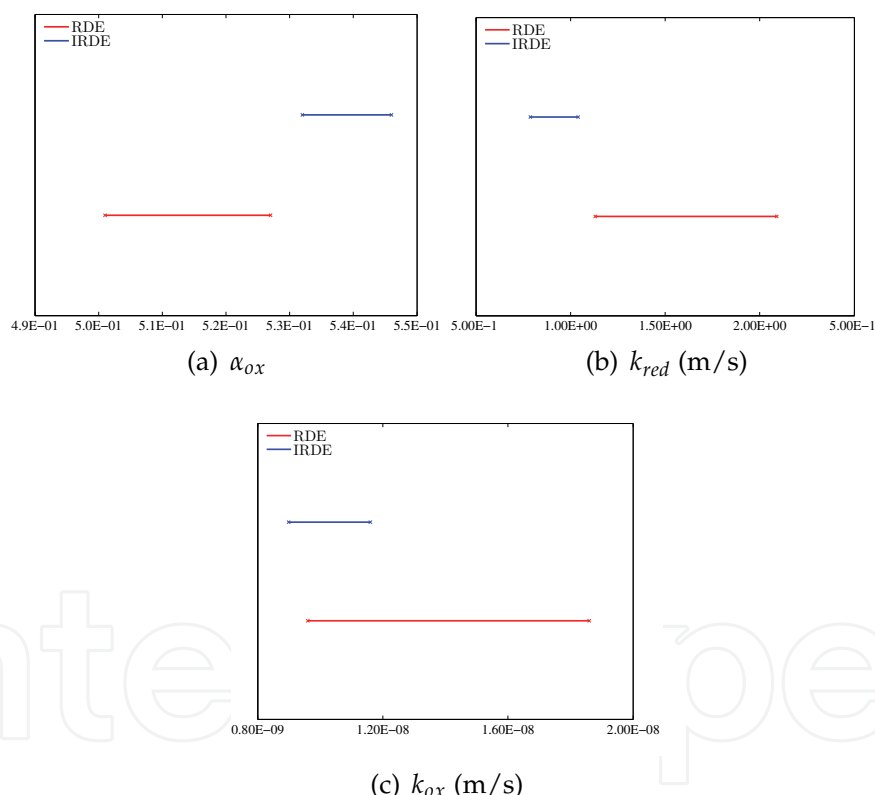 RDE
IRDE
4.9E−01 5.0E−01 5.1E−01 5.2E−01 5.3E−01 5.4E−01 5.5E−01
(a) α_ox
RDE
IRDE
5.00E−1 1.00E+00 1.50E+00 2.00E+00 5.00E−1
(b) k_red (m/s)
RDE
IRDE
0.80E−09 1.20E−08 1.60E−08 2.00E−08
(c) k_ox (m/s)